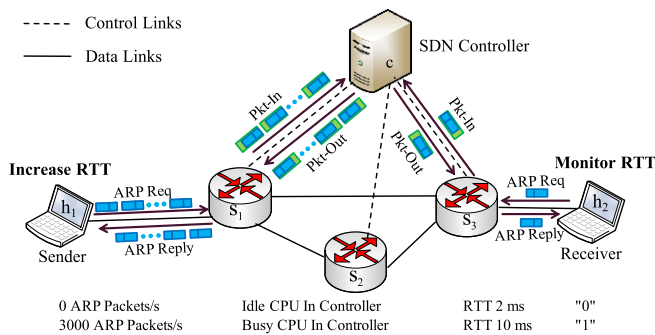 Control Links
Data Links
SDN Controller
c
Pkt-In
Pkt-Out
Pkt-In
Pkt-Out
Increase RTT
Monitor RTT
h1
ARP Req
ARP Reply
Sender
S1
S2
S3
ARP Req
h2
ARP Reply
Receiver
0 ARP Packets/s Idle CPU In Controller RTT 2 ms "0"
3000 ARP Packets/s Busy CPU In Controller RTT 10 ms "1"